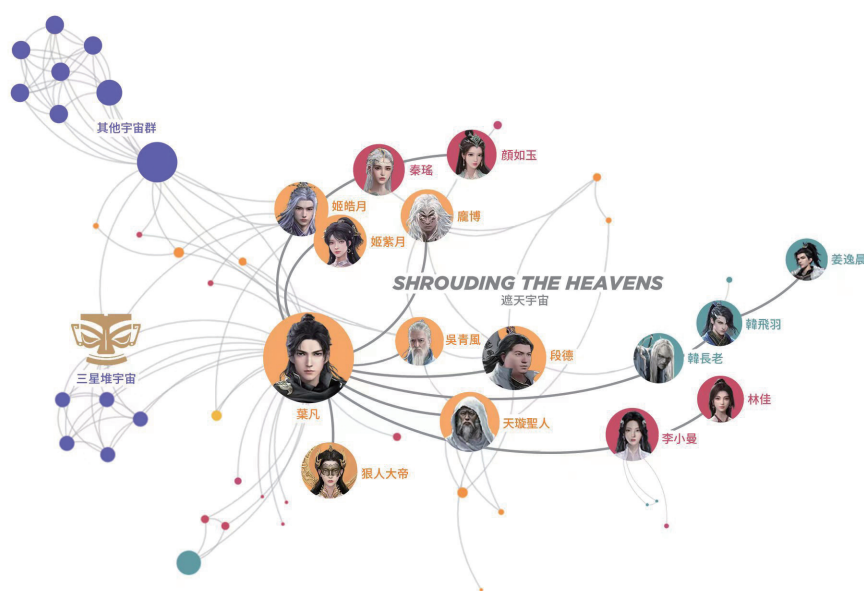 其他宇宙群
秦瑤
顏如玉
姬皓月
龐博
姬紫月
姜逸晨
SHROUDING THE HEAVENS
遮天宇宙
韓飛羽
吳青風
段德
韓長老
三星堆宇宙
林佳
葉凡
天璇聖人
李小曼
狠人大帝